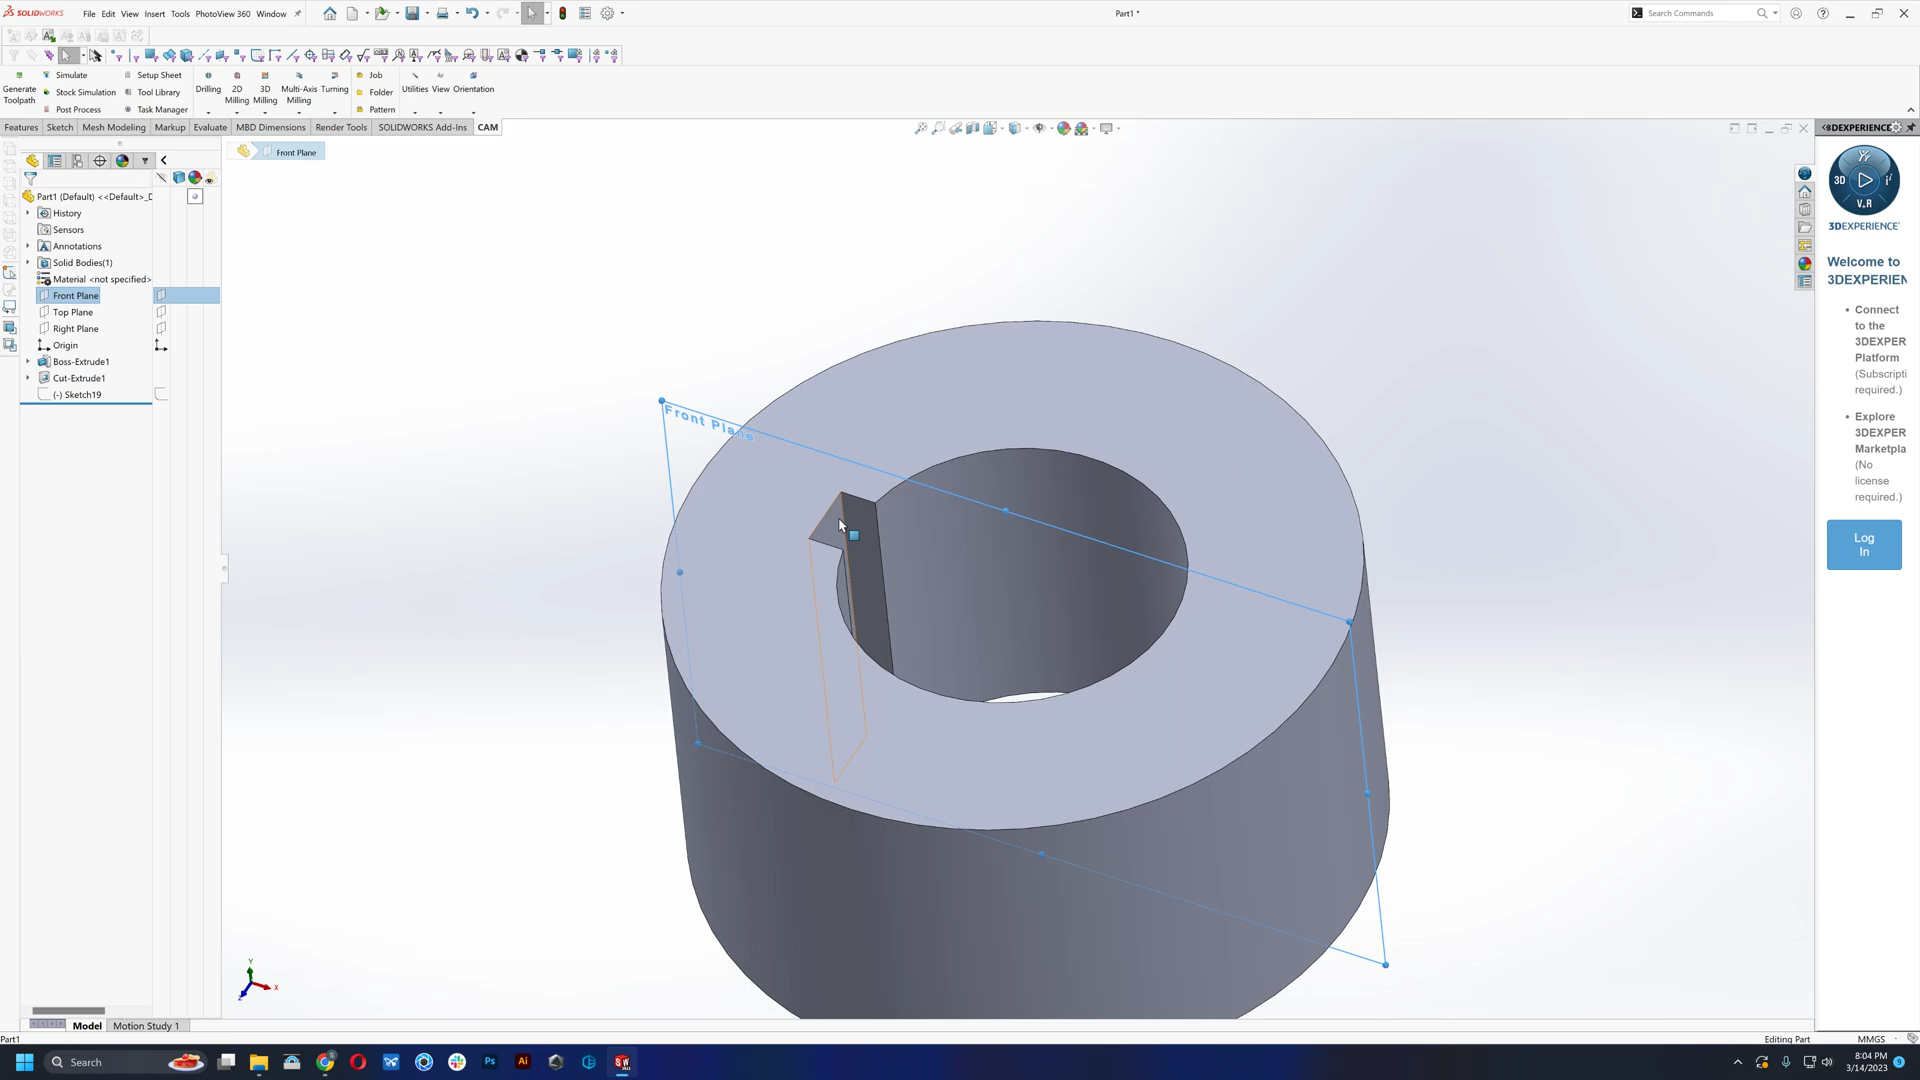 SOLIDWORKS File Edit View Insert Tools PhotoView 360 Window Part1 * Search Commands
Simulate Setup Sheet Job
Generate Toolpath Stock Simulation Tool Library Drilling 2D Milling 3D Milling Multi-Axis Milling Turning Folder Utilities View Orientation
Post Process Task Manager Pattern
Features Sketch Mesh Modeling Markup Evaluate MBD Dimensions Render Tools SOLIDWORKS Add-Ins CAM
3DEXPERIENCE
Front Plane
Part1 (Default) <<Default>_D
History
Sensors
Annotations
Solid Bodies(1)
Material <not specified>
Front Plane
Top Plane
Right Plane
Origin
Boss-Extrude1
Cut-Extrude1
(-) Sketch19
Front Plane
3D
V.R
3DEXPERIENCE
Welcome to
3DEXPERIEN
• Connect
to the
3DEXPER
Platform
(Subscripti
required.)
• Explore
3DEXPER
Marketpla
(No
license
required.)
Log
In
Y
X
Z
Model Motion Study 1
Part1 Editing Part MMGS
Search
Ps Ai SW
8:04 PM
3/14/2023
9